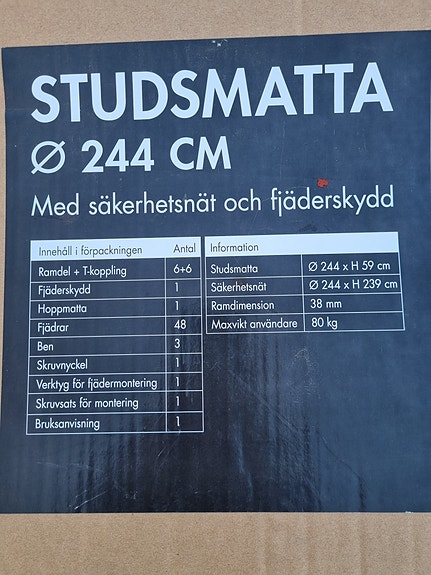 STUDSMATTA
Ø 244 CM
Med säkerhetsnät och fjäderskydd
Innehåll i förpackningen Antal
Ramdel + T-koppling 6+6
Fjäderskydd 1
Hoppmatta 1
Fjädrar 48
Ben 3
Skruvnyckel 1
Verktyg för fjädermontering 1
Skruvsats för montering 1
Bruksanvisning 1
Information
Studsmatta Ø 244 x H 59 cm
Säkerhetsnät Ø 244 x H 239 cm
Ramdimension 38 mm
Maxvikt användare 80 kg